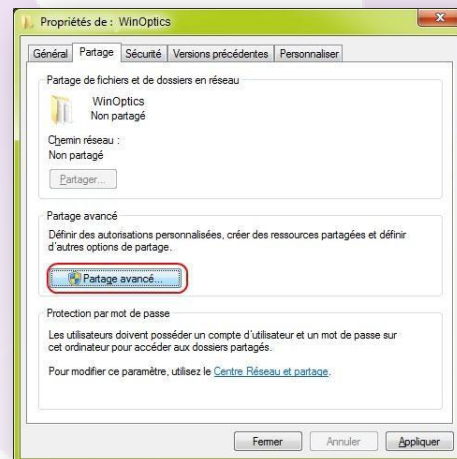 Propriétés de : WinOptics
Général Partage Sécurité Versions précédentes Personnaliser
Partage de fichiers et de dossiers en réseau
WinOptics
Non partagé
Chemin réseau :
Non partagé
Partager...
Partage avancé
Définir des autorisations personnalisées, créer des ressources partagées et définir
d'autres options de partage.
Partage avancé...
Protection par mot de passe
Les utilisateurs doivent posséder un compte d'utilisateur et un mot de passe sur
cet ordinateur pour accéder aux dossiers partagés.
Pour modifier ce paramètre, utilisez le Centre Réseau et partage.
Fermer Annuler Appliquer